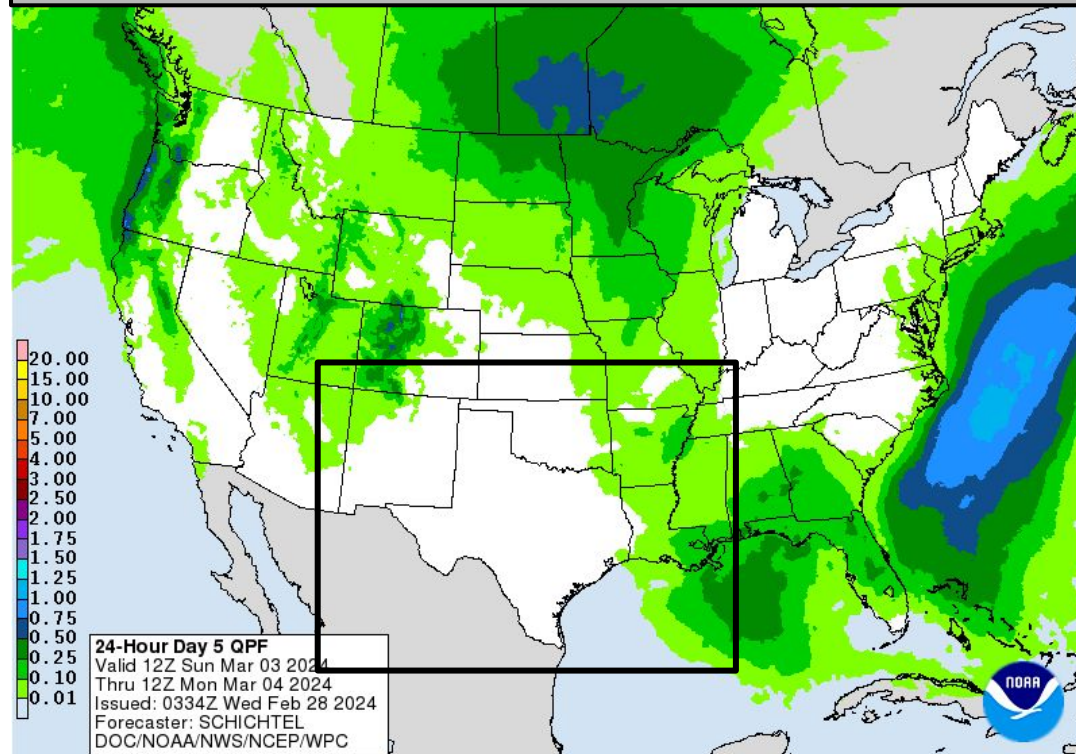 20.00
15.00
10.00
7.00
5.00
4.00
3.00
2.50
2.00
1.75
1.50
1.25
1.00
0.75
0.50
0.25
0.10
0.01
24-Hour Day 5 QPF
Valid 12Z Sun Mar 03 2024
Thru 12Z Mon Mar 04 2024
Issued: 0334Z Wed Feb 28 2024
Forecaster: SCHICHTEL
DOC/NOAA/NWS/NCEP/WPC
NOAA